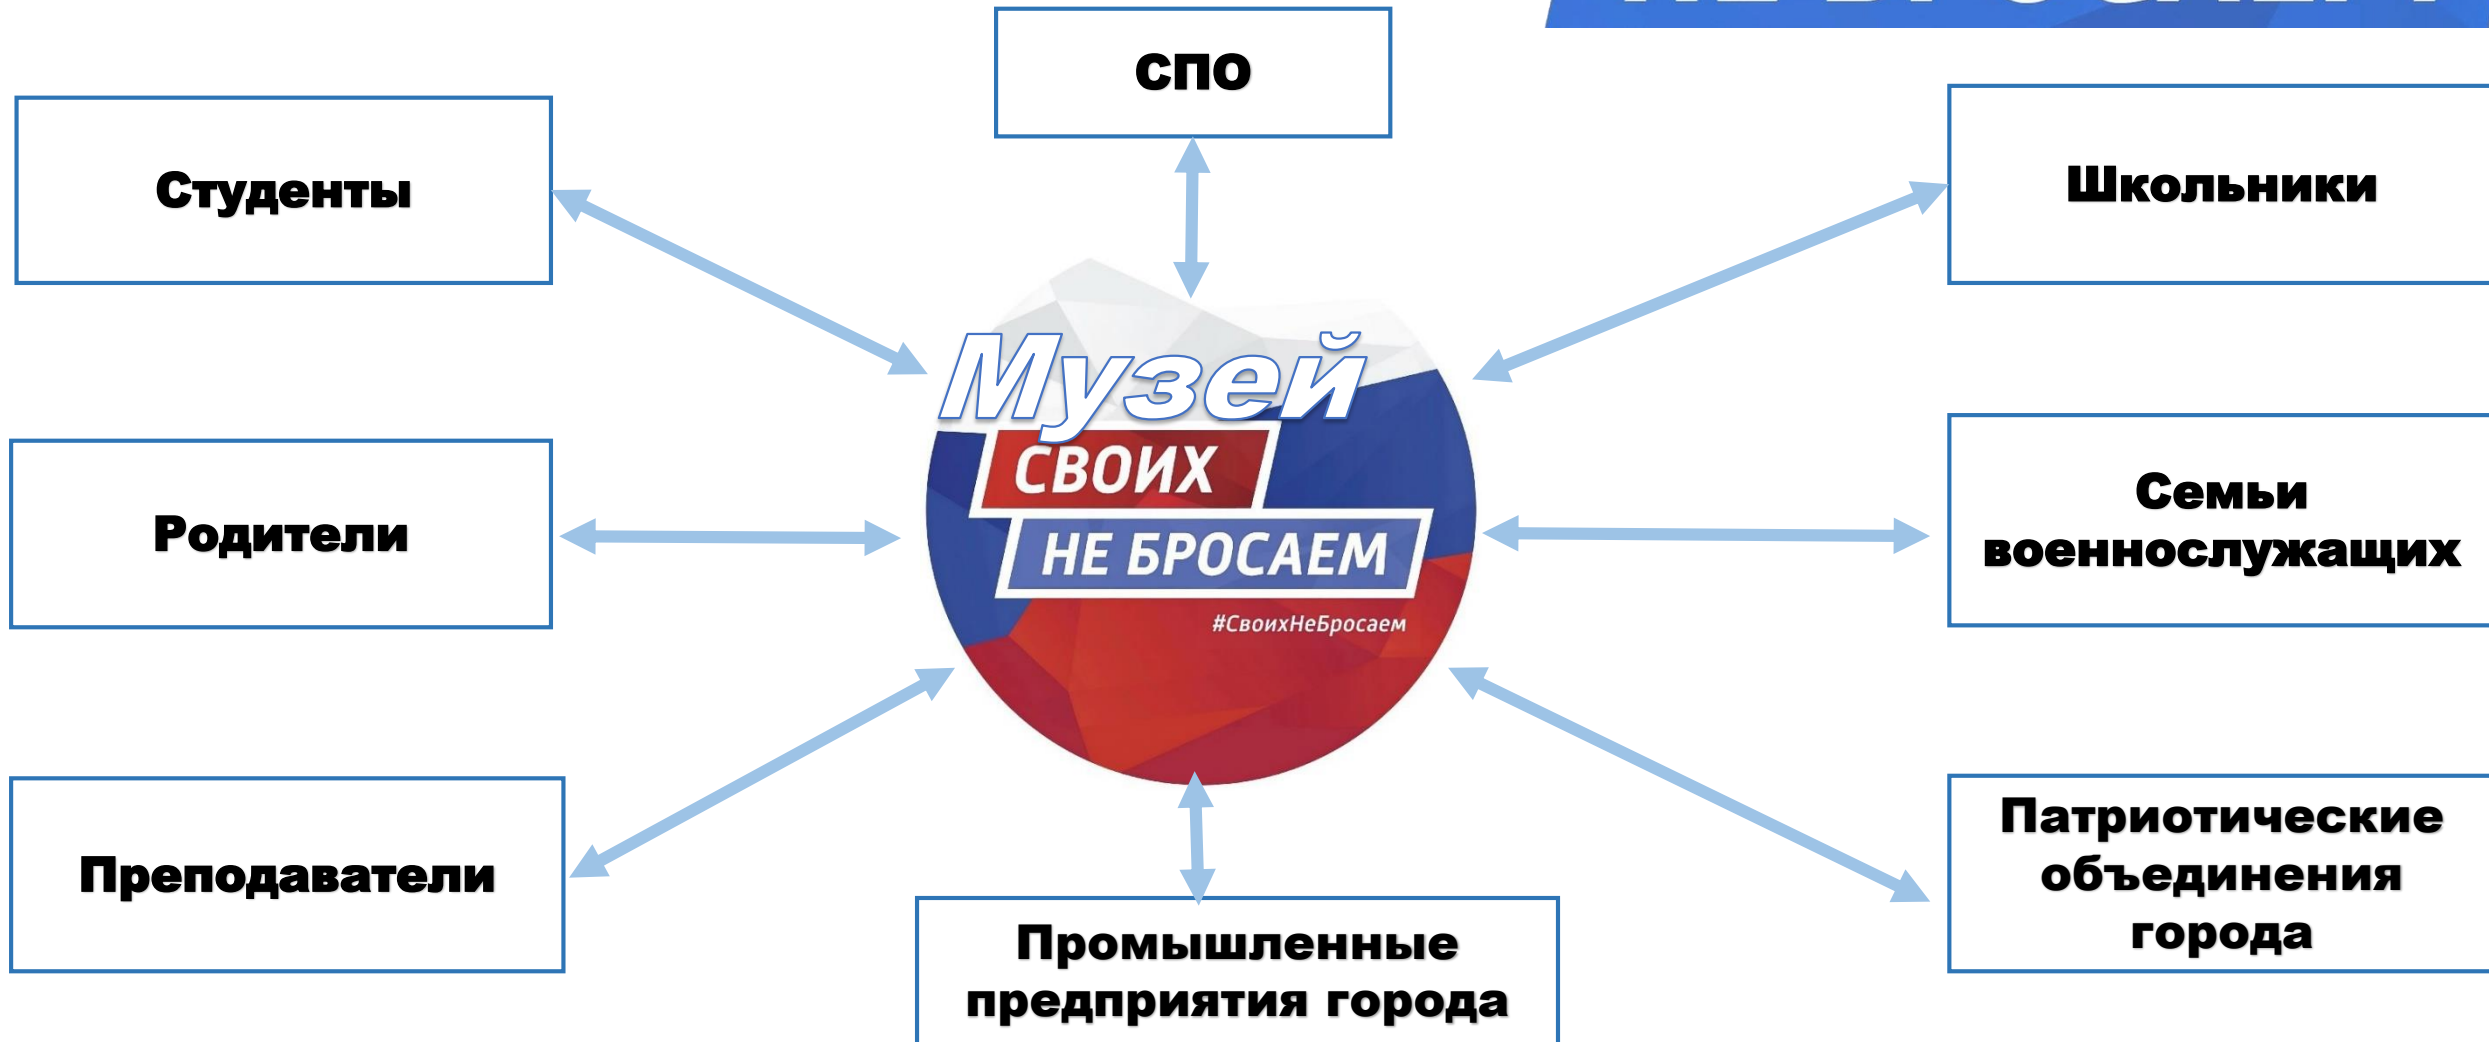 СПО
Студенты
Школьники
Музей
СВОИХ
НЕ БРОСАЕМ
#СвоихНеБросаем
Родители
Семьи
военнослужащих
Преподаватели
Патриотические
объединения
города
Промышленные
предприятия города